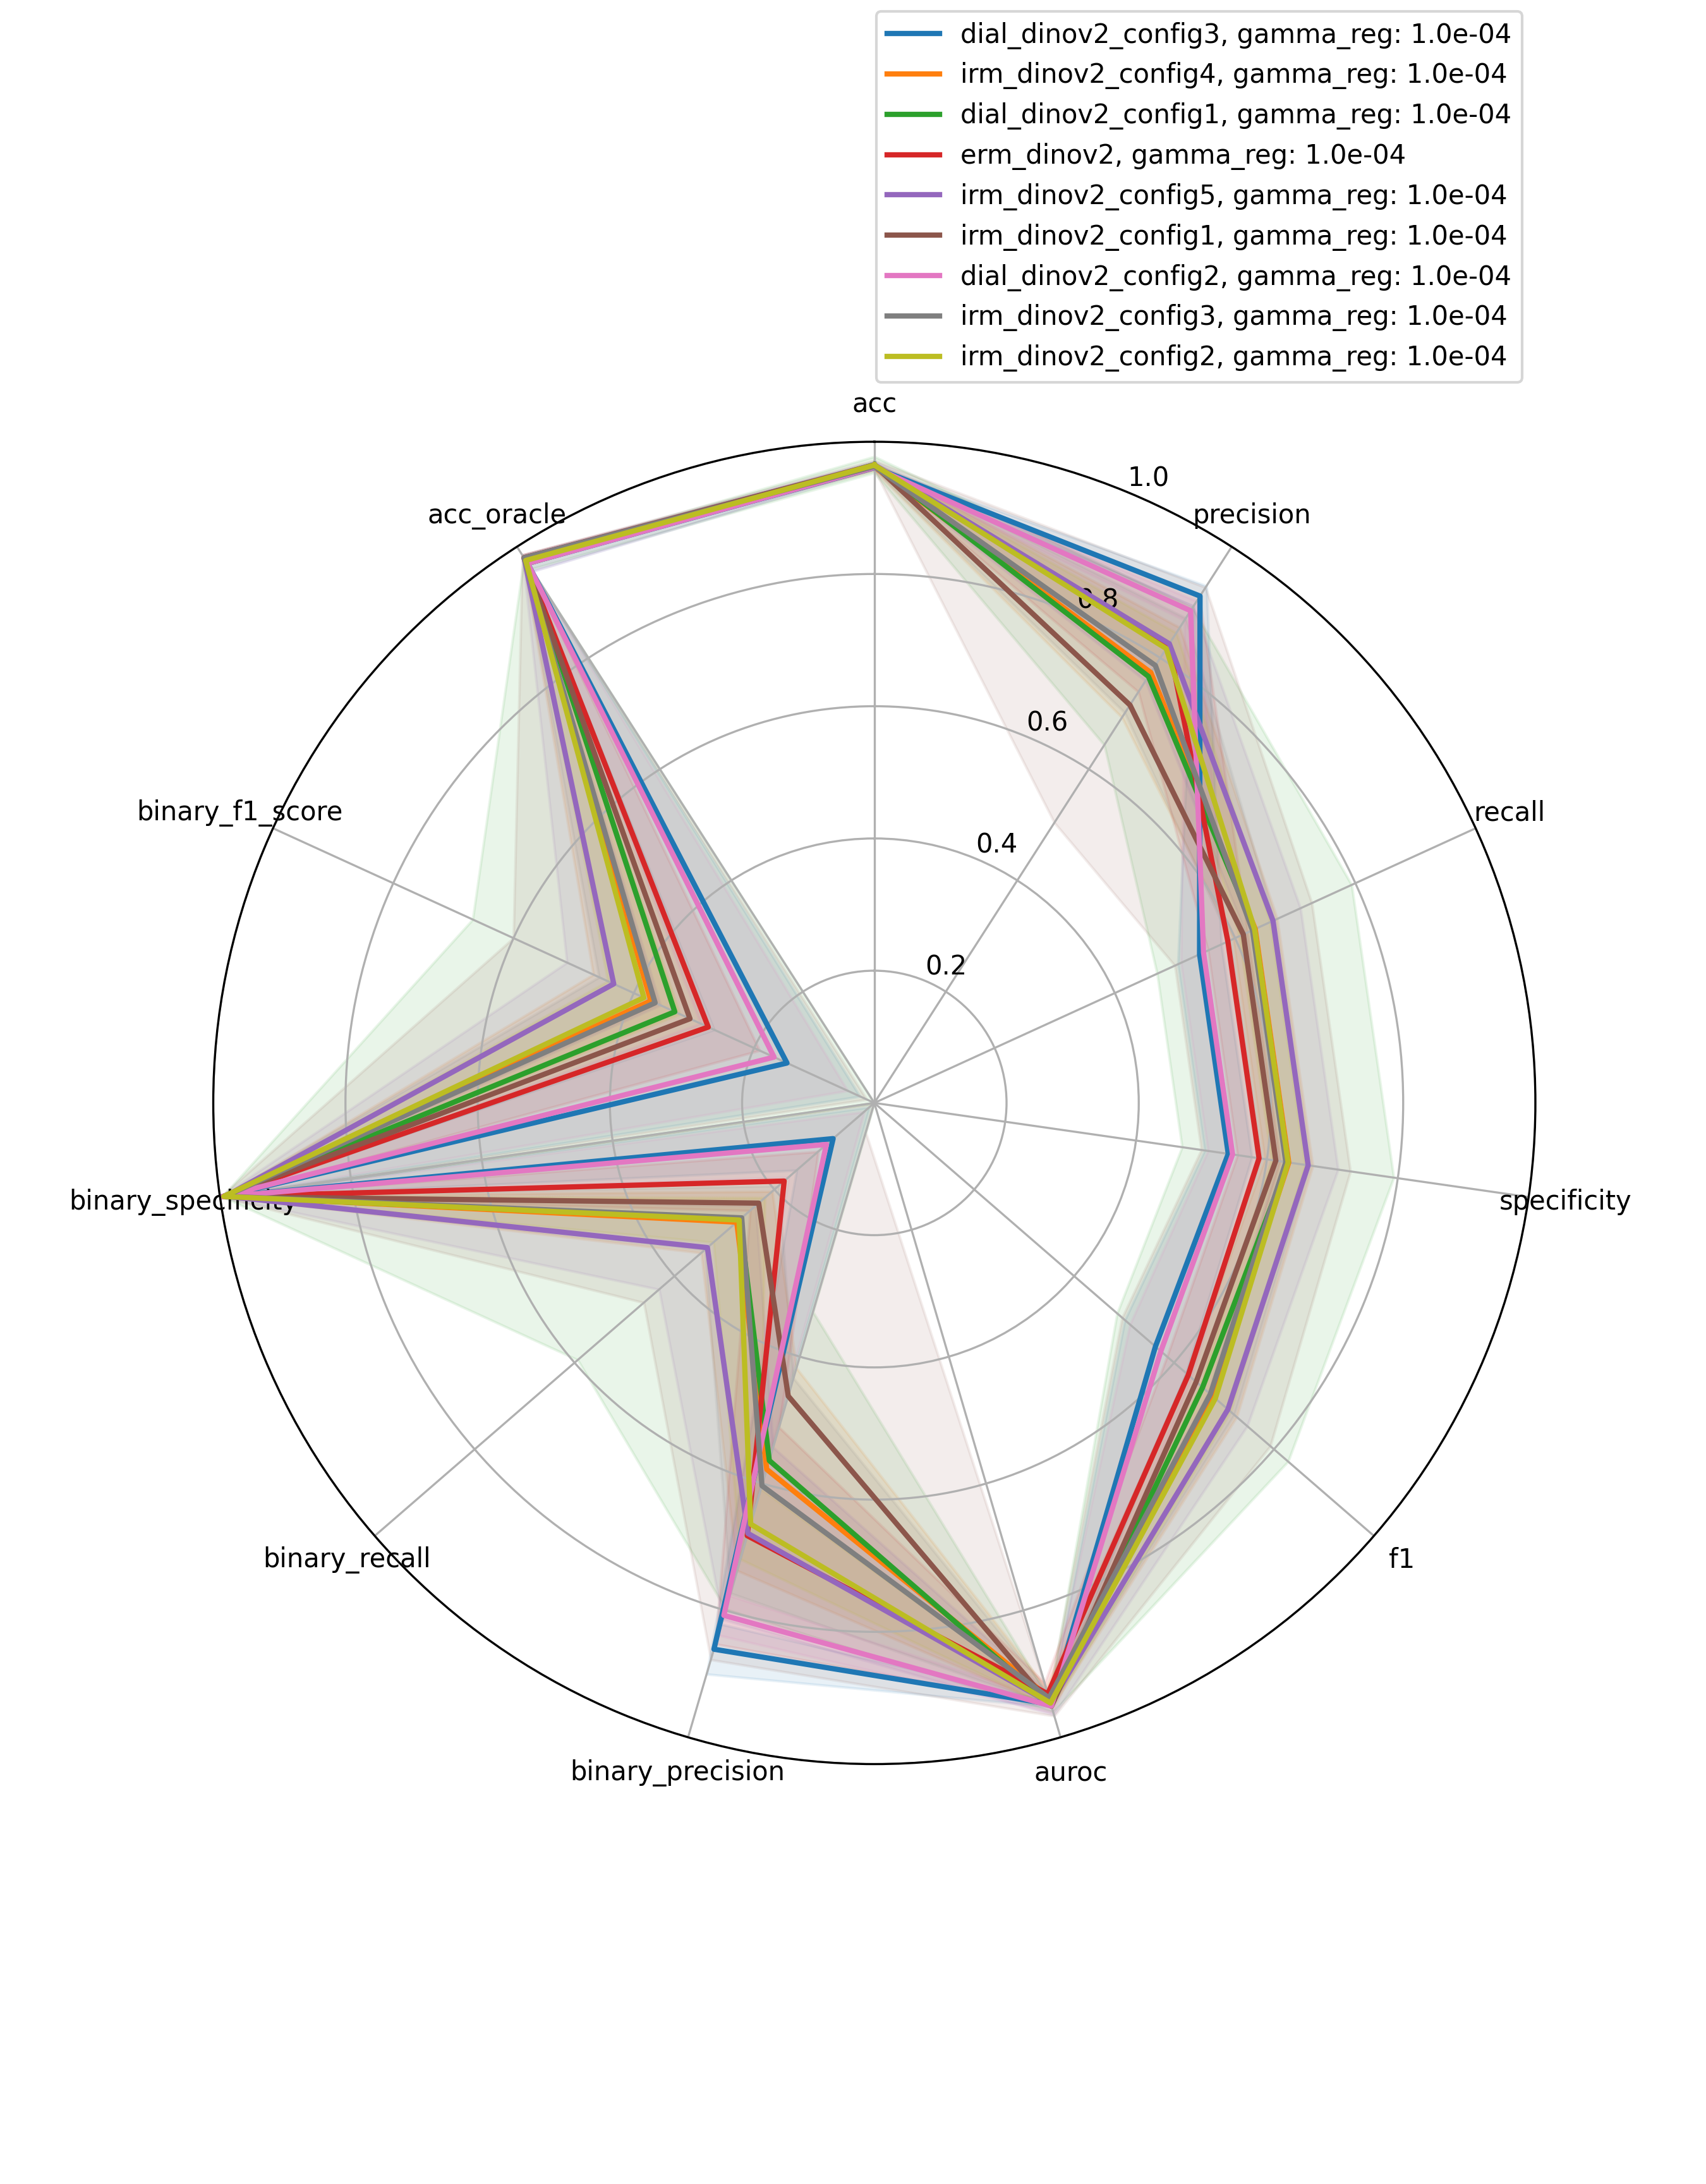 dial_dinov2_config3, gamma_reg: 1.0e-04
irm_dinov2_config4, gamma_reg: 1.0e-04
dial_dinov2_config1, gamma_reg: 1.0e-04
erm_dinov2, gamma_reg: 1.0e-04
irm_dinov2_config5, gamma_reg: 1.0e-04
irm_dinov2_config1, gamma_reg: 1.0e-04
dial_dinov2_config2, gamma_reg: 1.0e-04
irm_dinov2_config3, gamma_reg: 1.0e-04
irm_dinov2_config2, gamma_reg: 1.0e-04
acc
1.0
acc_oracle
precision
0.8
0.6
binary_f1_score
recall
0.4
0.2
binary_specificity
specificity
binary_recall
f1
binary_precision
auroc